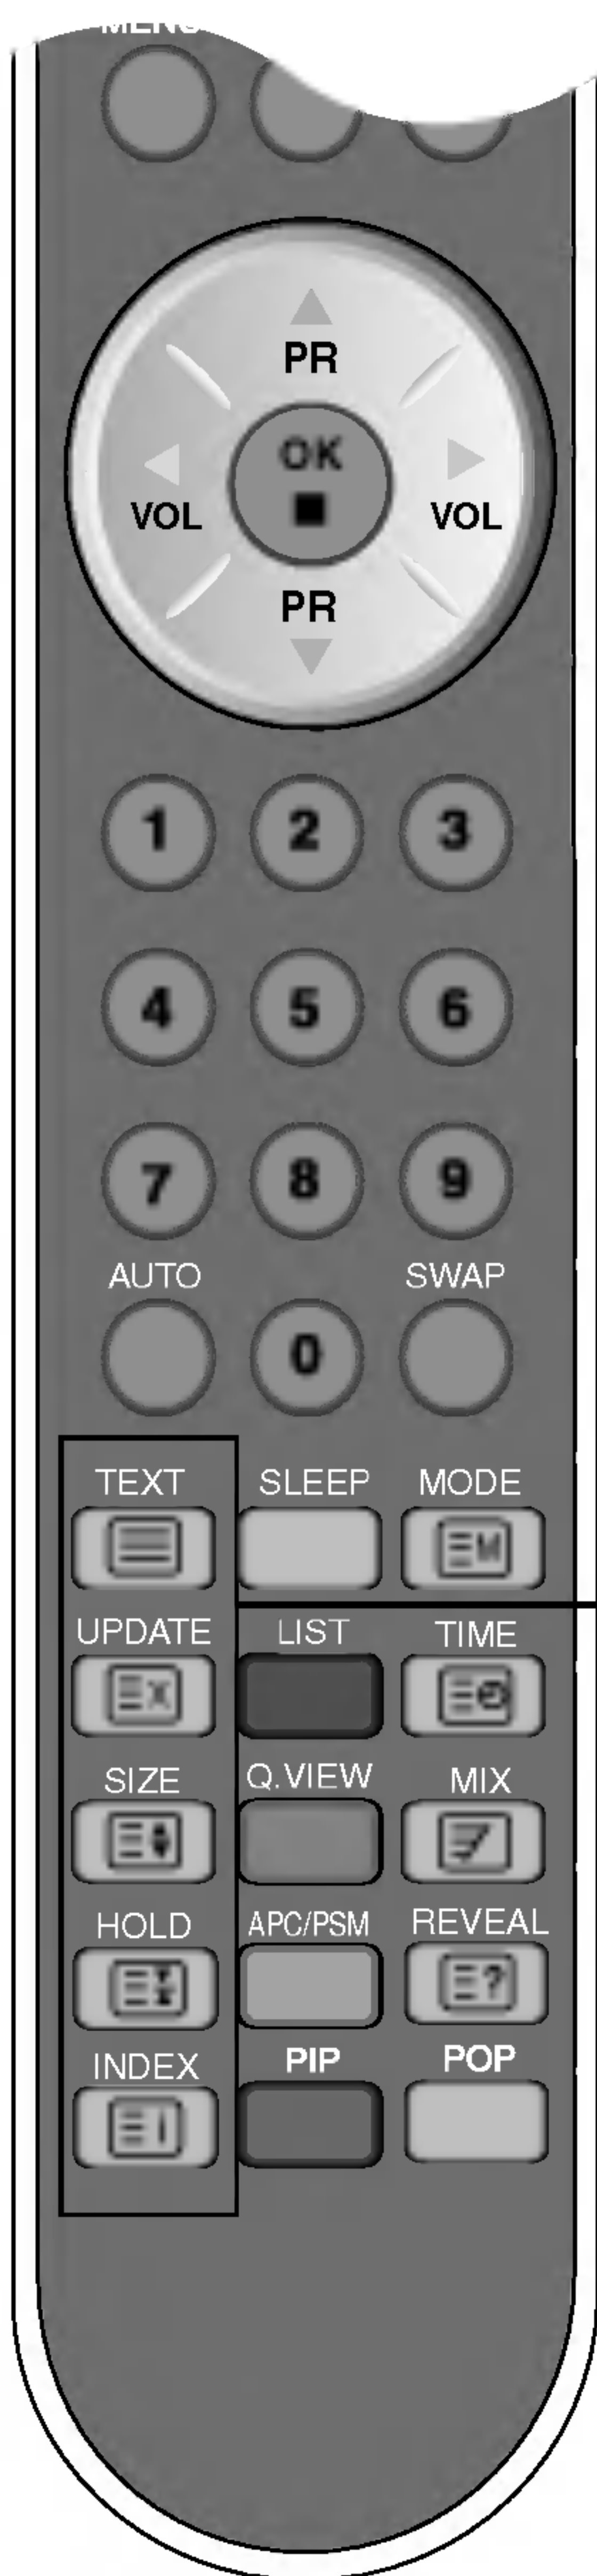 MENU
PR
OK
VOL VOL
PR
1 2 3
4 5 6
7 8 9
AUTO SWAP
0
TEXT SLEEP MODE
M
UPDATE LIST TIME
X
SIZE Q.VIEW MIX
HOLD APC/PSM REVEAL
?
INDEX PIP POP
i